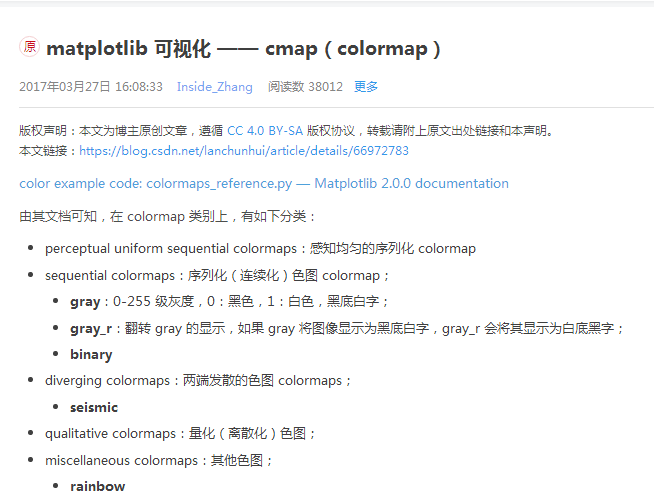 原 matplotlib 可视化 —— cmap（colormap）
2017年03月27日 16:08:33 Inside_Zhang 阅读数 38012 更多
版权声明：本文为博主原创文章，遵循 CC 4.0 BY-SA 版权协议，转载请附上原文出处链接和本声明。
本文链接：https://blog.csdn.net/lanchunhui/article/details/66972783
color example code: colormaps_reference.py — Matplotlib 2.0.0 documentation
由其文档可知，在 colormap 类别上，有如下分类：
• perceptual uniform sequential colormaps：感知均匀的序列化 colormap
• sequential colormaps：序列化（连续化）色图 colormap；
• gray：0-255 级灰度，0：黑色，1：白色，黑底白字；
• gray_r：翻转 gray 的显示，如果 gray 将图像显示为黑底白字，gray_r 会将其显示为白底黑字；
• binary
• diverging colormaps：两端发散的色图 colormaps；
• seismic
• qualitative colormaps：量化（离散化）色图；
• miscellaneous colormaps：其他色图；
• rainbow